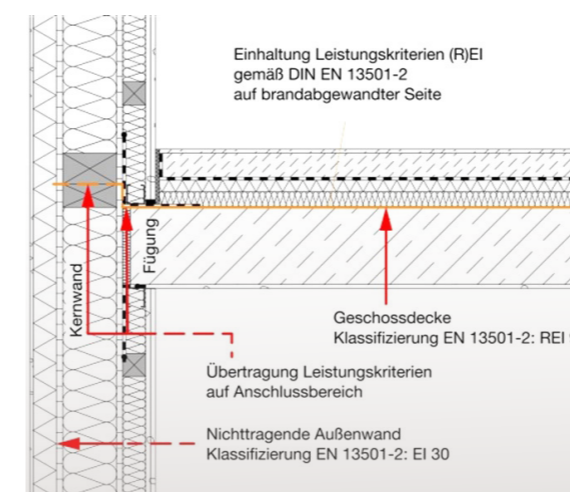 Einhaltung Leistungskriterien (R)EI
gemäß DIN EN 13501-2
auf brandabgewandter Seite
Kernwand
Fügung
Geschossdecke
Klassifizierung EN 13501-2: REI
Übertragung Leistungskriterien
auf Anschlussbereich
Nichttragende Außenwand
Klassifizierung EN 13501-2: EI 30